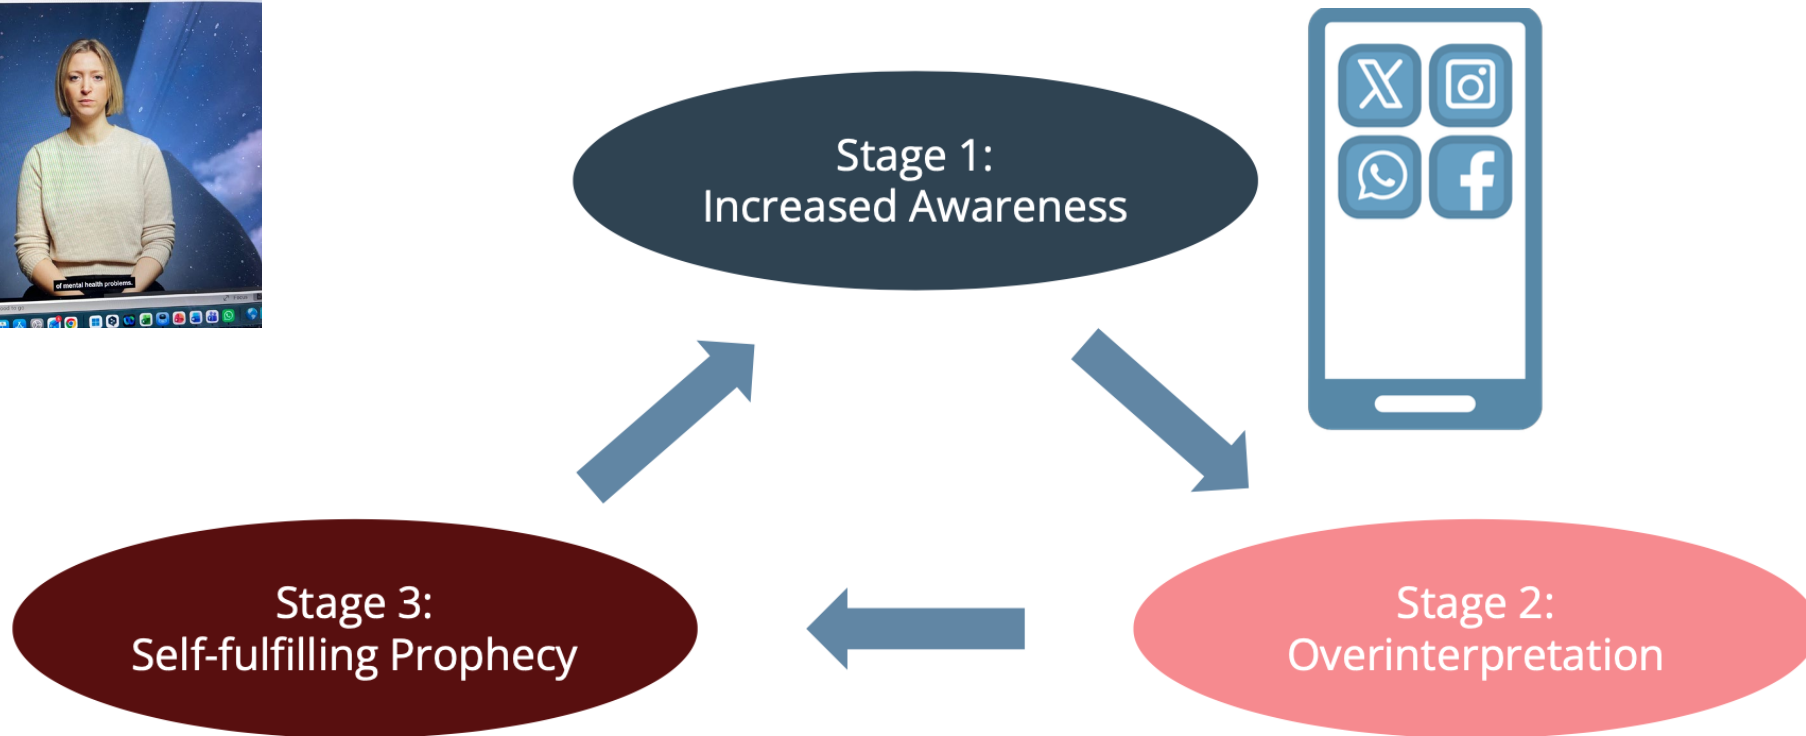 of mental health problems.
Stage 1:
Increased Awareness
Stage 2:
Overinterpretation
Stage 3:
Self-fulfilling Prophecy